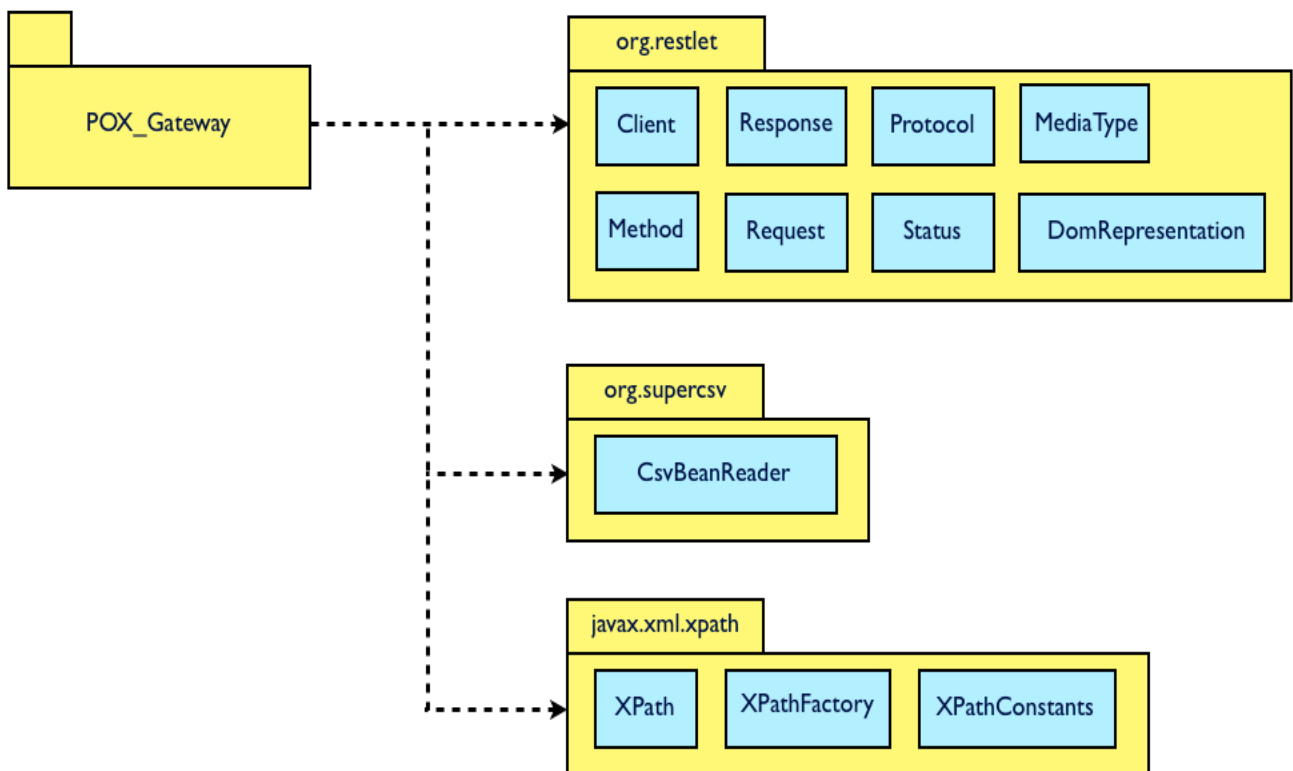 org.restlet
POX_Gateway
Client
Response
Protocol
MediaType
Method
Request
Status
DomRepresentation
org.supercsv
CsvBeanReader
javax.xml.xpath
XPath
XPathFactory
XPathConstants